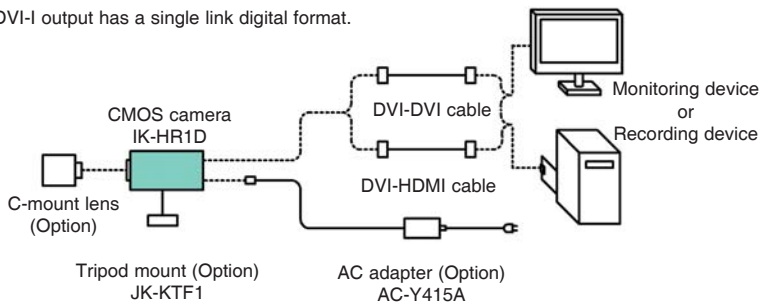 DVI-I output has a single link digital format.
CMOS camera
IK-HR1D
DVI-DVI cable
Monitoring device
or
Recording device
DVI-HDMI cable
C-mount lens
(Option)
Tripod mount (Option)
JK-KTF1
AC adapter (Option)
AC-Y415A